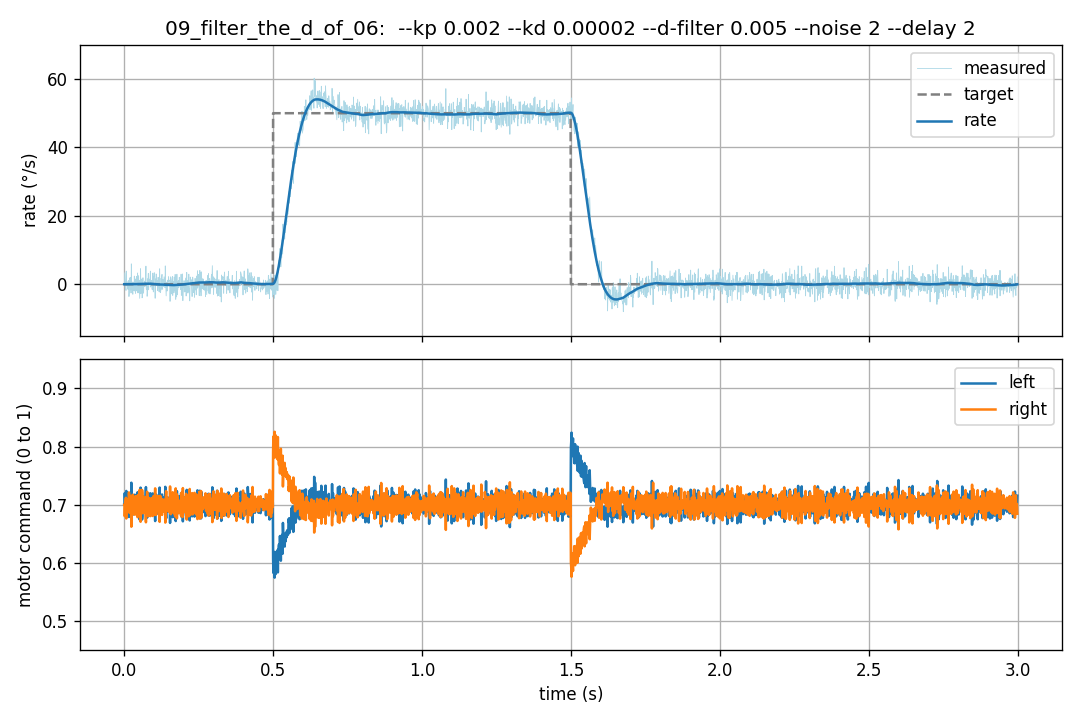 09_filter_the_d_of_06:  --kp 0.002 --kd 0.00002 --d-filter 0.005 --noise 2 --delay 2
measured
target
rate
rate (°/s)
60
40
20
0
left
right
motor command (0 to 1)
0.9
0.8
0.7
0.6
0.5
0.0 0.5 1.0 1.5 2.0 2.5 3.0
time (s)